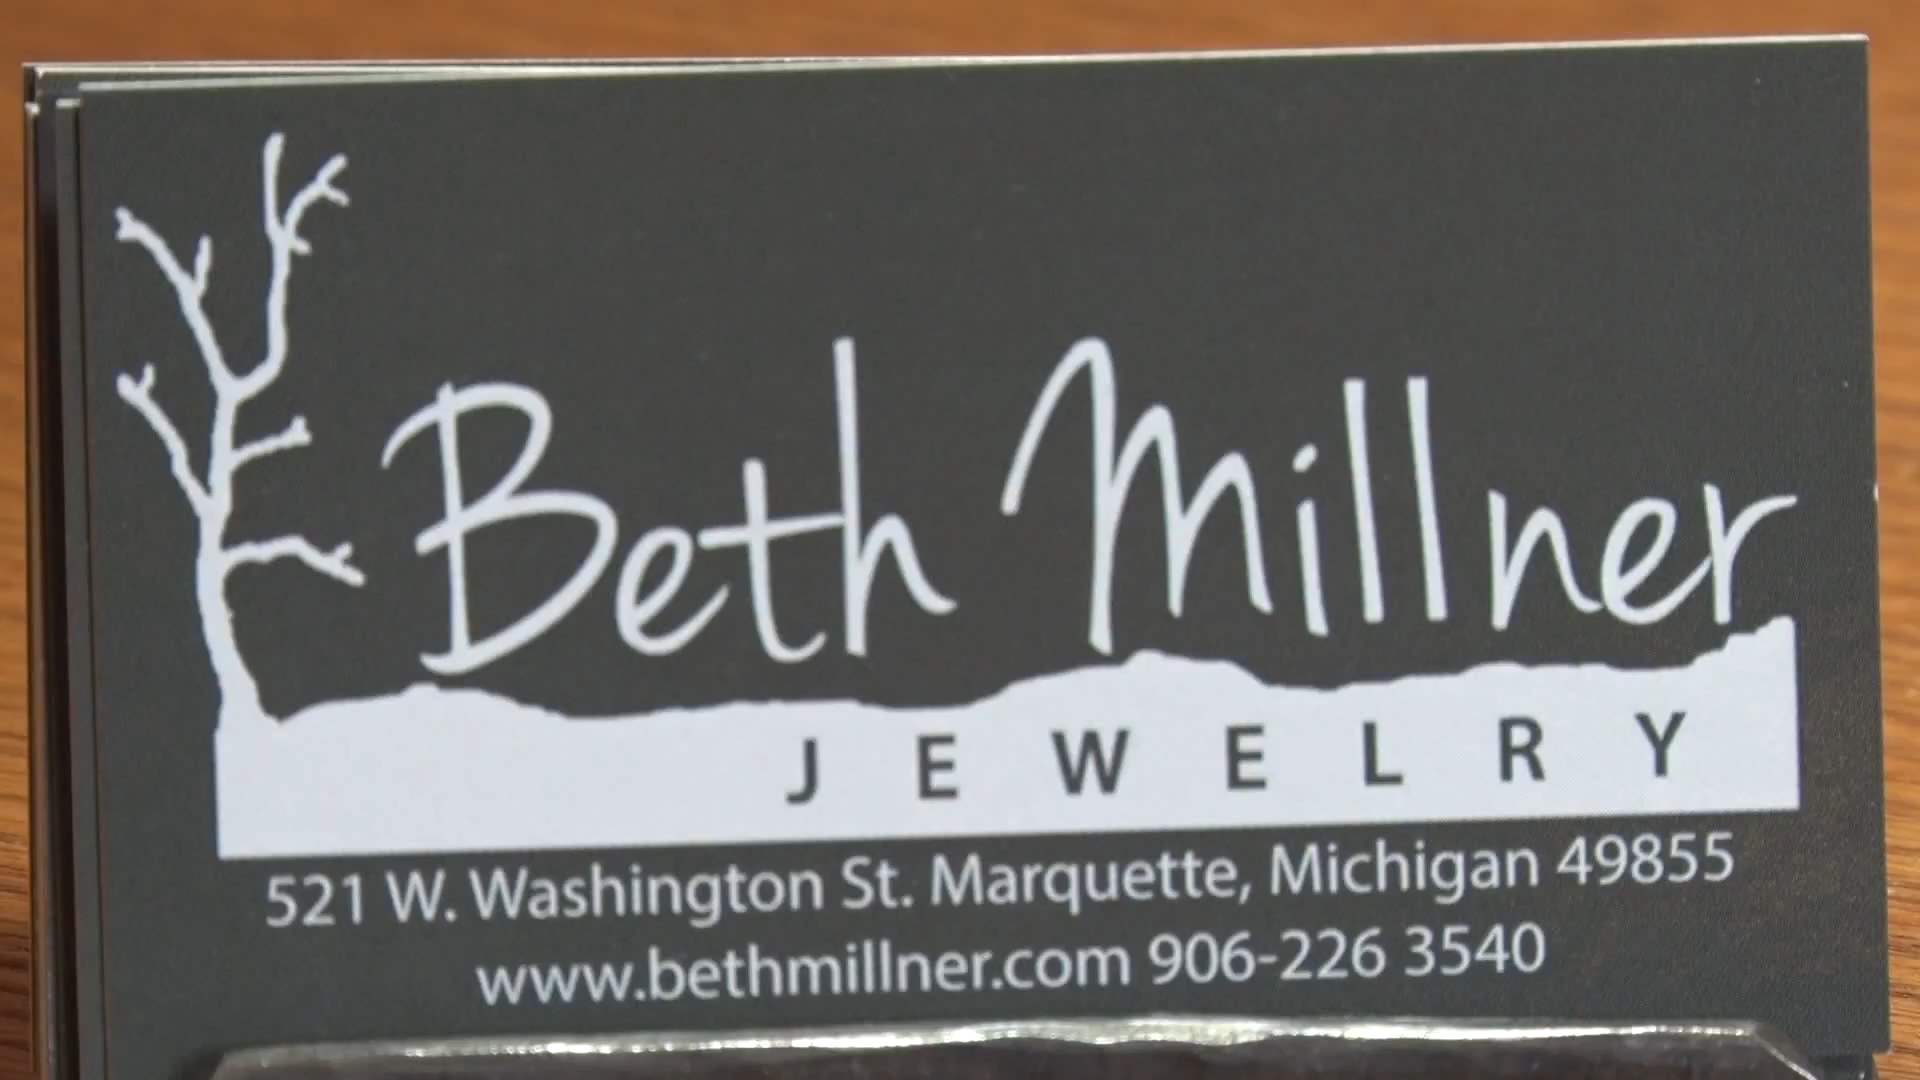 Beth Millner
JEWELRY
521 W. Washington St. Marquette, Michigan 49855
www.bethmillner.com 906-226 3540